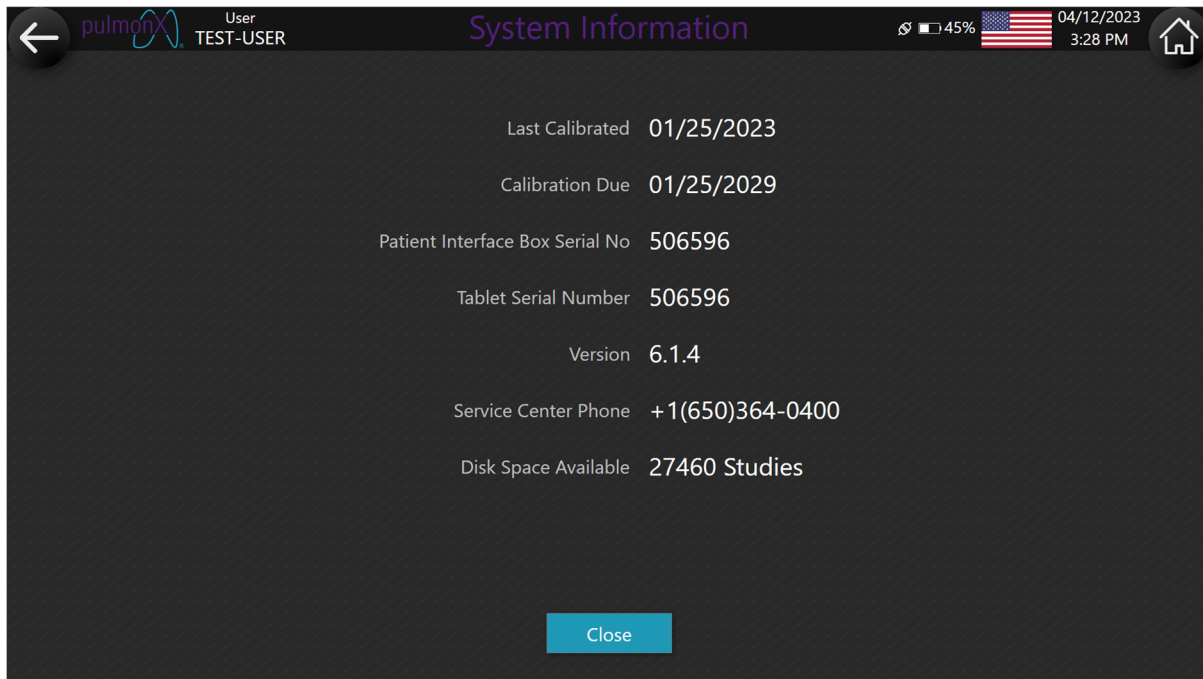 pulmonX
User
TEST-USER
System Information
45%
04/12/2023
3:28 PM
Last Calibrated 01/25/2023
Calibration Due 01/25/2029
Patient Interface Box Serial No 506596
Tablet Serial Number 506596
Version 6.1.4
Service Center Phone +1(650)364-0400
Disk Space Available 27460 Studies
Close